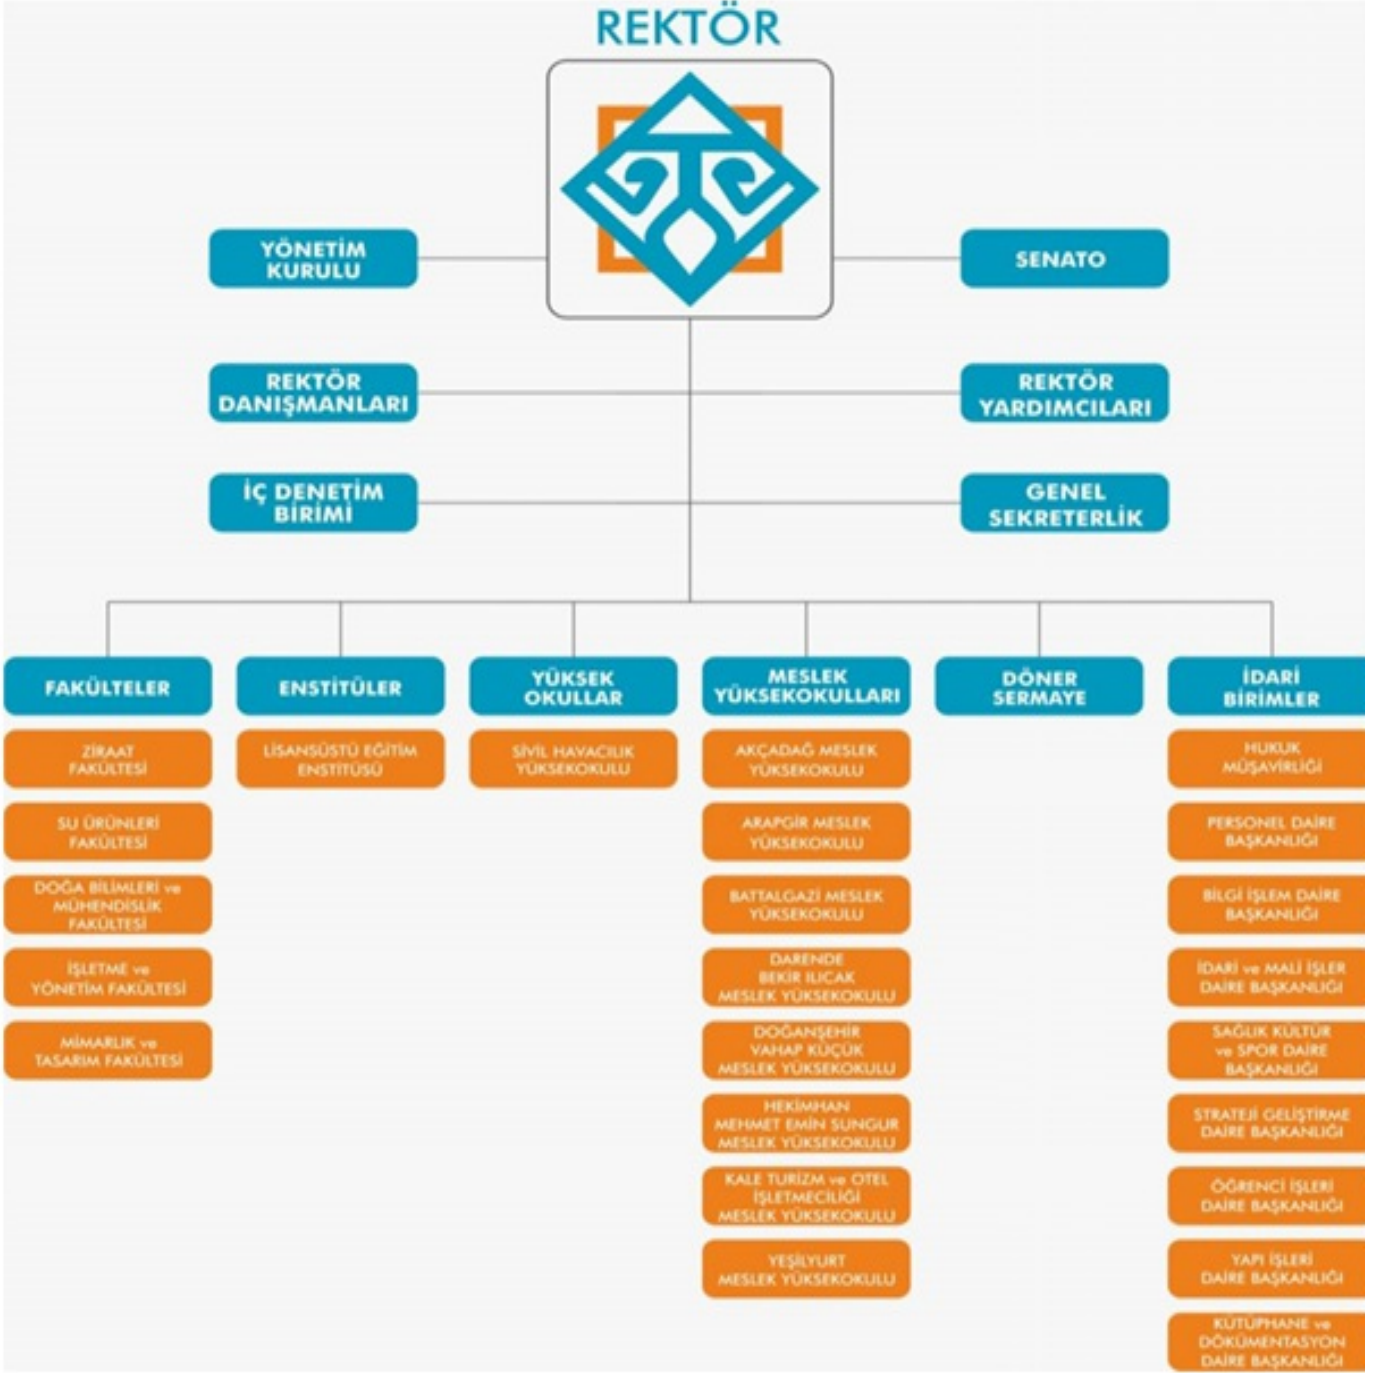 REKTÖR
YÖNETİM
KURULU
SENATO
REKTÖR
DANIŞMANLARI
REKTÖR
YARDIMCILARI
İÇ DENETİM
BİRİMİ
GENEL
SEKRETERLİK
FAKÜLTELER
ZİRAAT
FAKÜLTESİ
SU ÜRÜNLERİ
FAKÜLTESİ
DOĞA BİLİMLERİ ve
MÜHENDİSLİK
FAKÜLTESİ
İŞLETME ve
YÖNETİM FAKÜLTESİ
MİMARLIK ve
TASARIM FAKÜLTESİ
ENSTİTÜLER
LİSANSÜSTÜ EĞİTİM
ENSTİTÜSÜ
YÜKSEK
OKULLAR
SİVİL HAVACILIK
YÜKSEKOKULU
MESLEK
YÜKSEKOKULLARI
AKÇADAĞ MESLEK
YÜKSEKOKULU
ARAPGİR MESLEK
YÜKSEKOKULU
BATTALGAZİ MESLEK
YÜKSEKOKULU
DARENDE
BEKİR ILICAK
MESLEK YÜKSEKOKULU
DOĞANŞEHİR
VAHAP KÜÇÜK
MESLEK YÜKSEKOKULU
HEKİMHAN
MEHMET EMİN SUNGUR
MESLEK YÜKSEKOKULU
KALE TURİZM ve OTEL
İŞLETMECİLİĞİ
MESLEK YÜKSEKOKULU
YEŞİLYURT
MESLEK YÜKSEKOKULU
DÖNER
SERMAYE
İDARİ
BİRİMLER
HUKUK
MÜŞAVİRLİĞİ
PERSONEL DAİRE
BAŞKANLIĞI
BİLGİ İŞLEM DAİRE
BAŞKANLIĞI
İDARİ ve MALİ İŞLER
DAİRE BAŞKANLIĞI
SAĞLIK KÜLTÜR
ve SPOR DAİRE
BAŞKANLIĞI
STRATEJİ GELİŞTİRME
DAİRE BAŞKANLIĞI
ÖĞRENCİ İŞLERİ
DAİRE BAŞKANLIĞI
YAPI İŞLERİ
DAİRE BAŞKANLIĞI
KÜTÜPHANE ve
DÖKÜMENTASYON
DAİRE BAŞKANLIĞI